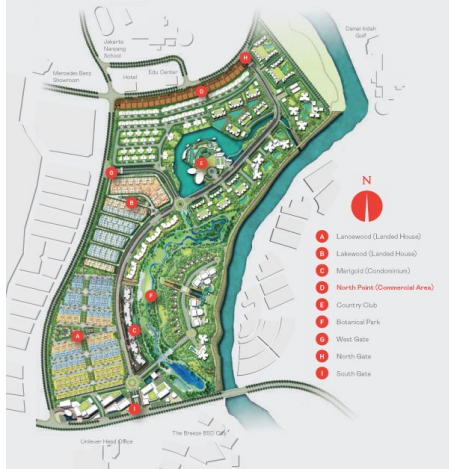 Jakarta
Nanjang
School
Damai Indah
Golf
Mercedes Benz
Showroom
Hotel
Edu Center
H
D
G
E
B
F
C
A
I
N
A Lancewood (Landed House)
B Lakewood (Landed House)
C Marigold (Condominium)
D North Point (Commercial Area)
E Country Club
F Botanical Park
G West Gate
H North Gate
I South Gate
Unilever Head Office
The Breeze BSD City